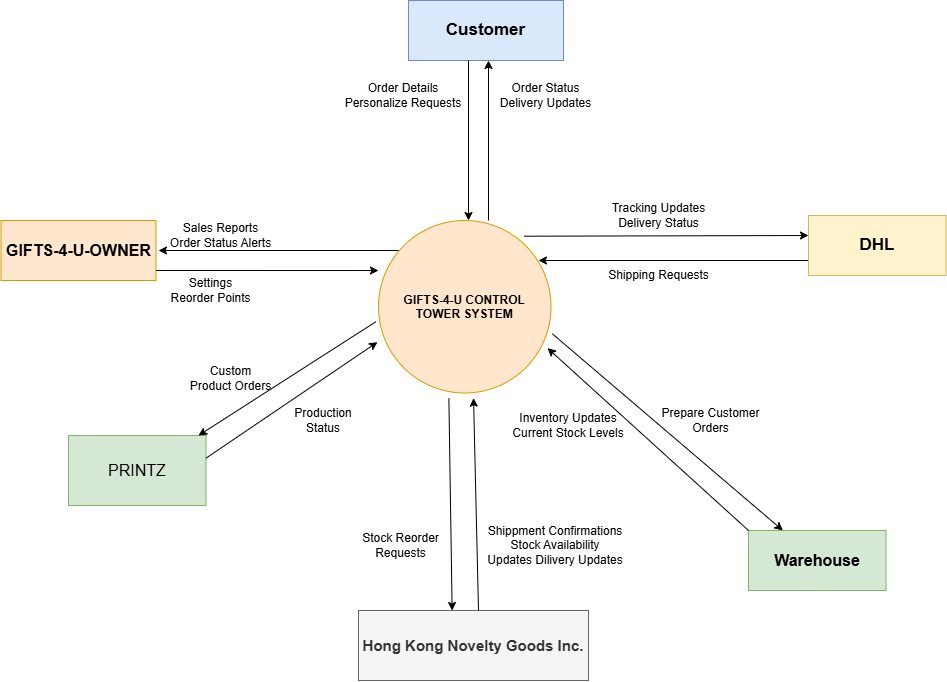 Customer
Order Details
Personalize Requests
Order Status
Delivery Updates
GIFTS-4-U-OWNER
Sales Reports
Order Status Alerts
Settings
Reorder Points
Tracking Updates
Delivery Status
DHL
Shipping Requests
GIFTS-4-U CONTROL
TOWER SYSTEM
Custom
Product Orders
Production
Status
PRINTZ
Inventory Updates
Current Stock Levels
Prepare Customer
Orders
Warehouse
Stock Reorder
Requests
Shippment Confirmations
Stock Availability
Updates Dilivery Updates
Hong Kong Novelty Goods Inc.